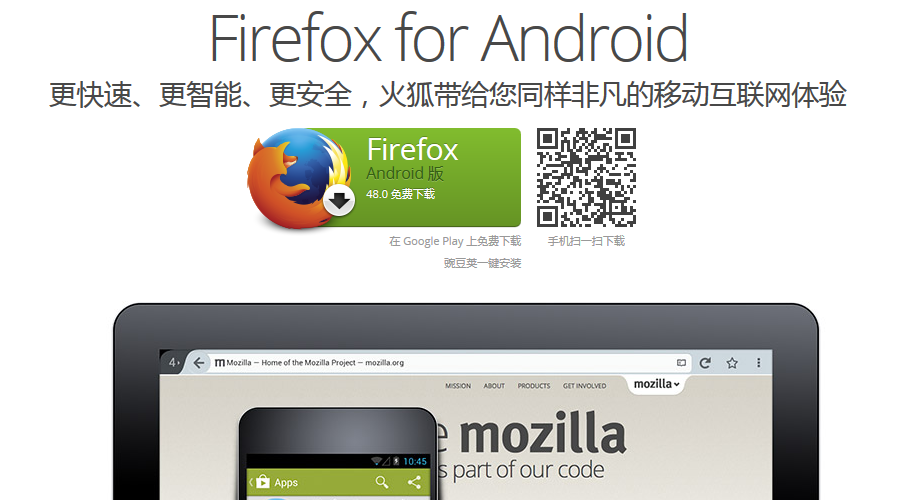 Firefox for Android
更快速、更智能、更安全，火狐带给您同样非凡的移动互联网体验
Firefox
Android 版
48.0 免费下载
在 Google Play 上免费下载
手机扫一扫下载
豌豆荚一键安装
4
m Mozilla — Home of the Mozilla Project — mozilla.org
MISSION ABOUT PRODUCTS GET INVOLVED mozilla
e mozilla
s part of our code
10:45
Apps